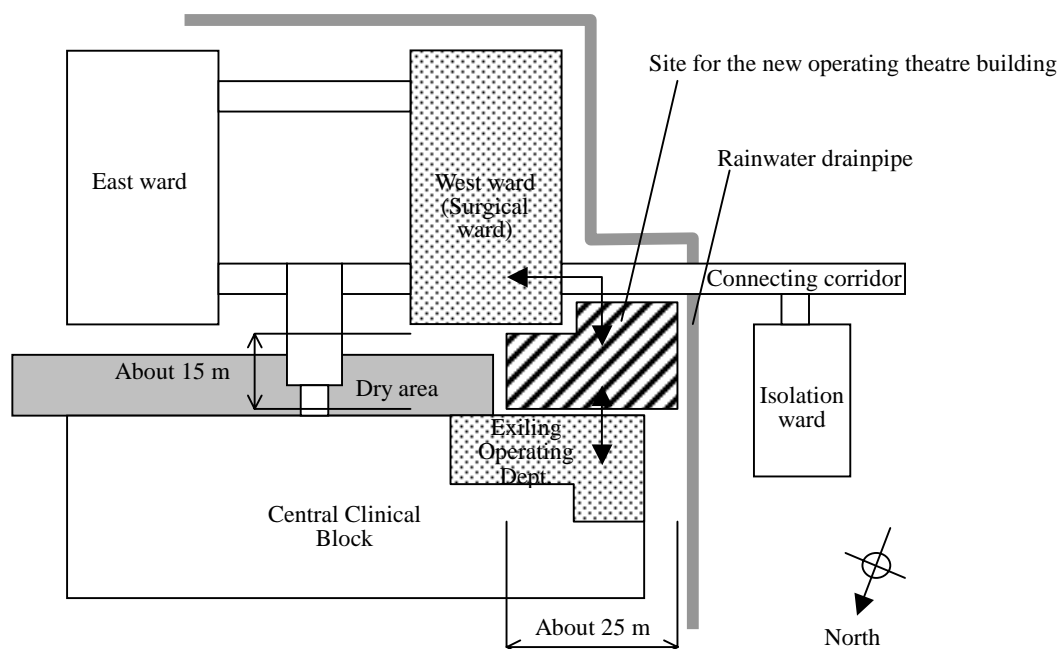 Site for the new operating theatre building
Rainwater drainpipe
East ward
West ward
(Surgical
ward)
Connecting corridor
About 15 m
Dry area
Isolation
ward
Exiling
Operating
Dept.
Central Clinical
Block
About 25 m
North